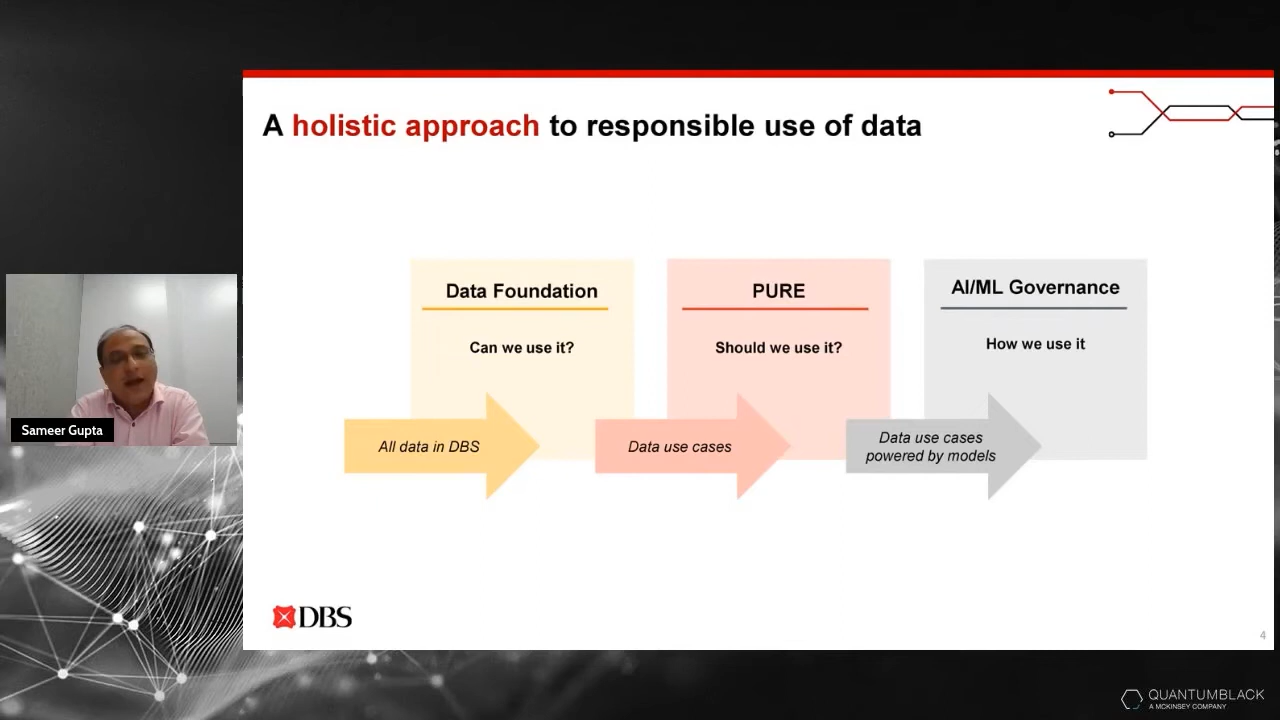 A holistic approach to responsible use of data
Data Foundation
Can we use it?
All data in DBS
PURE
Should we use it?
Data use cases
AI/ML Governance
How we use it
Data use cases
powered by models
Sameer Gupta
DBS
4
QUANTUMBLACK
A MCKINSEY COMPANY